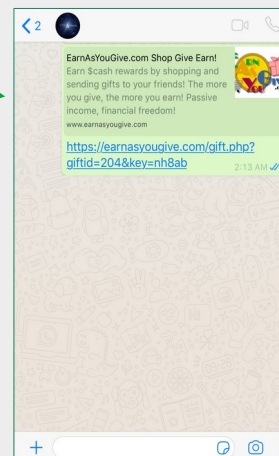 2
EarnAsYouGive.com Shop Give Earn!
Earn $cash rewards by shopping and
sending gifts to your friends! The more
you give, the more you earn! Passive
income, financial freedom!
www.earnasyougive.com
https://earnasyougive.com/gift.php?
giftid=204&key=nh8ab
2:13 AM